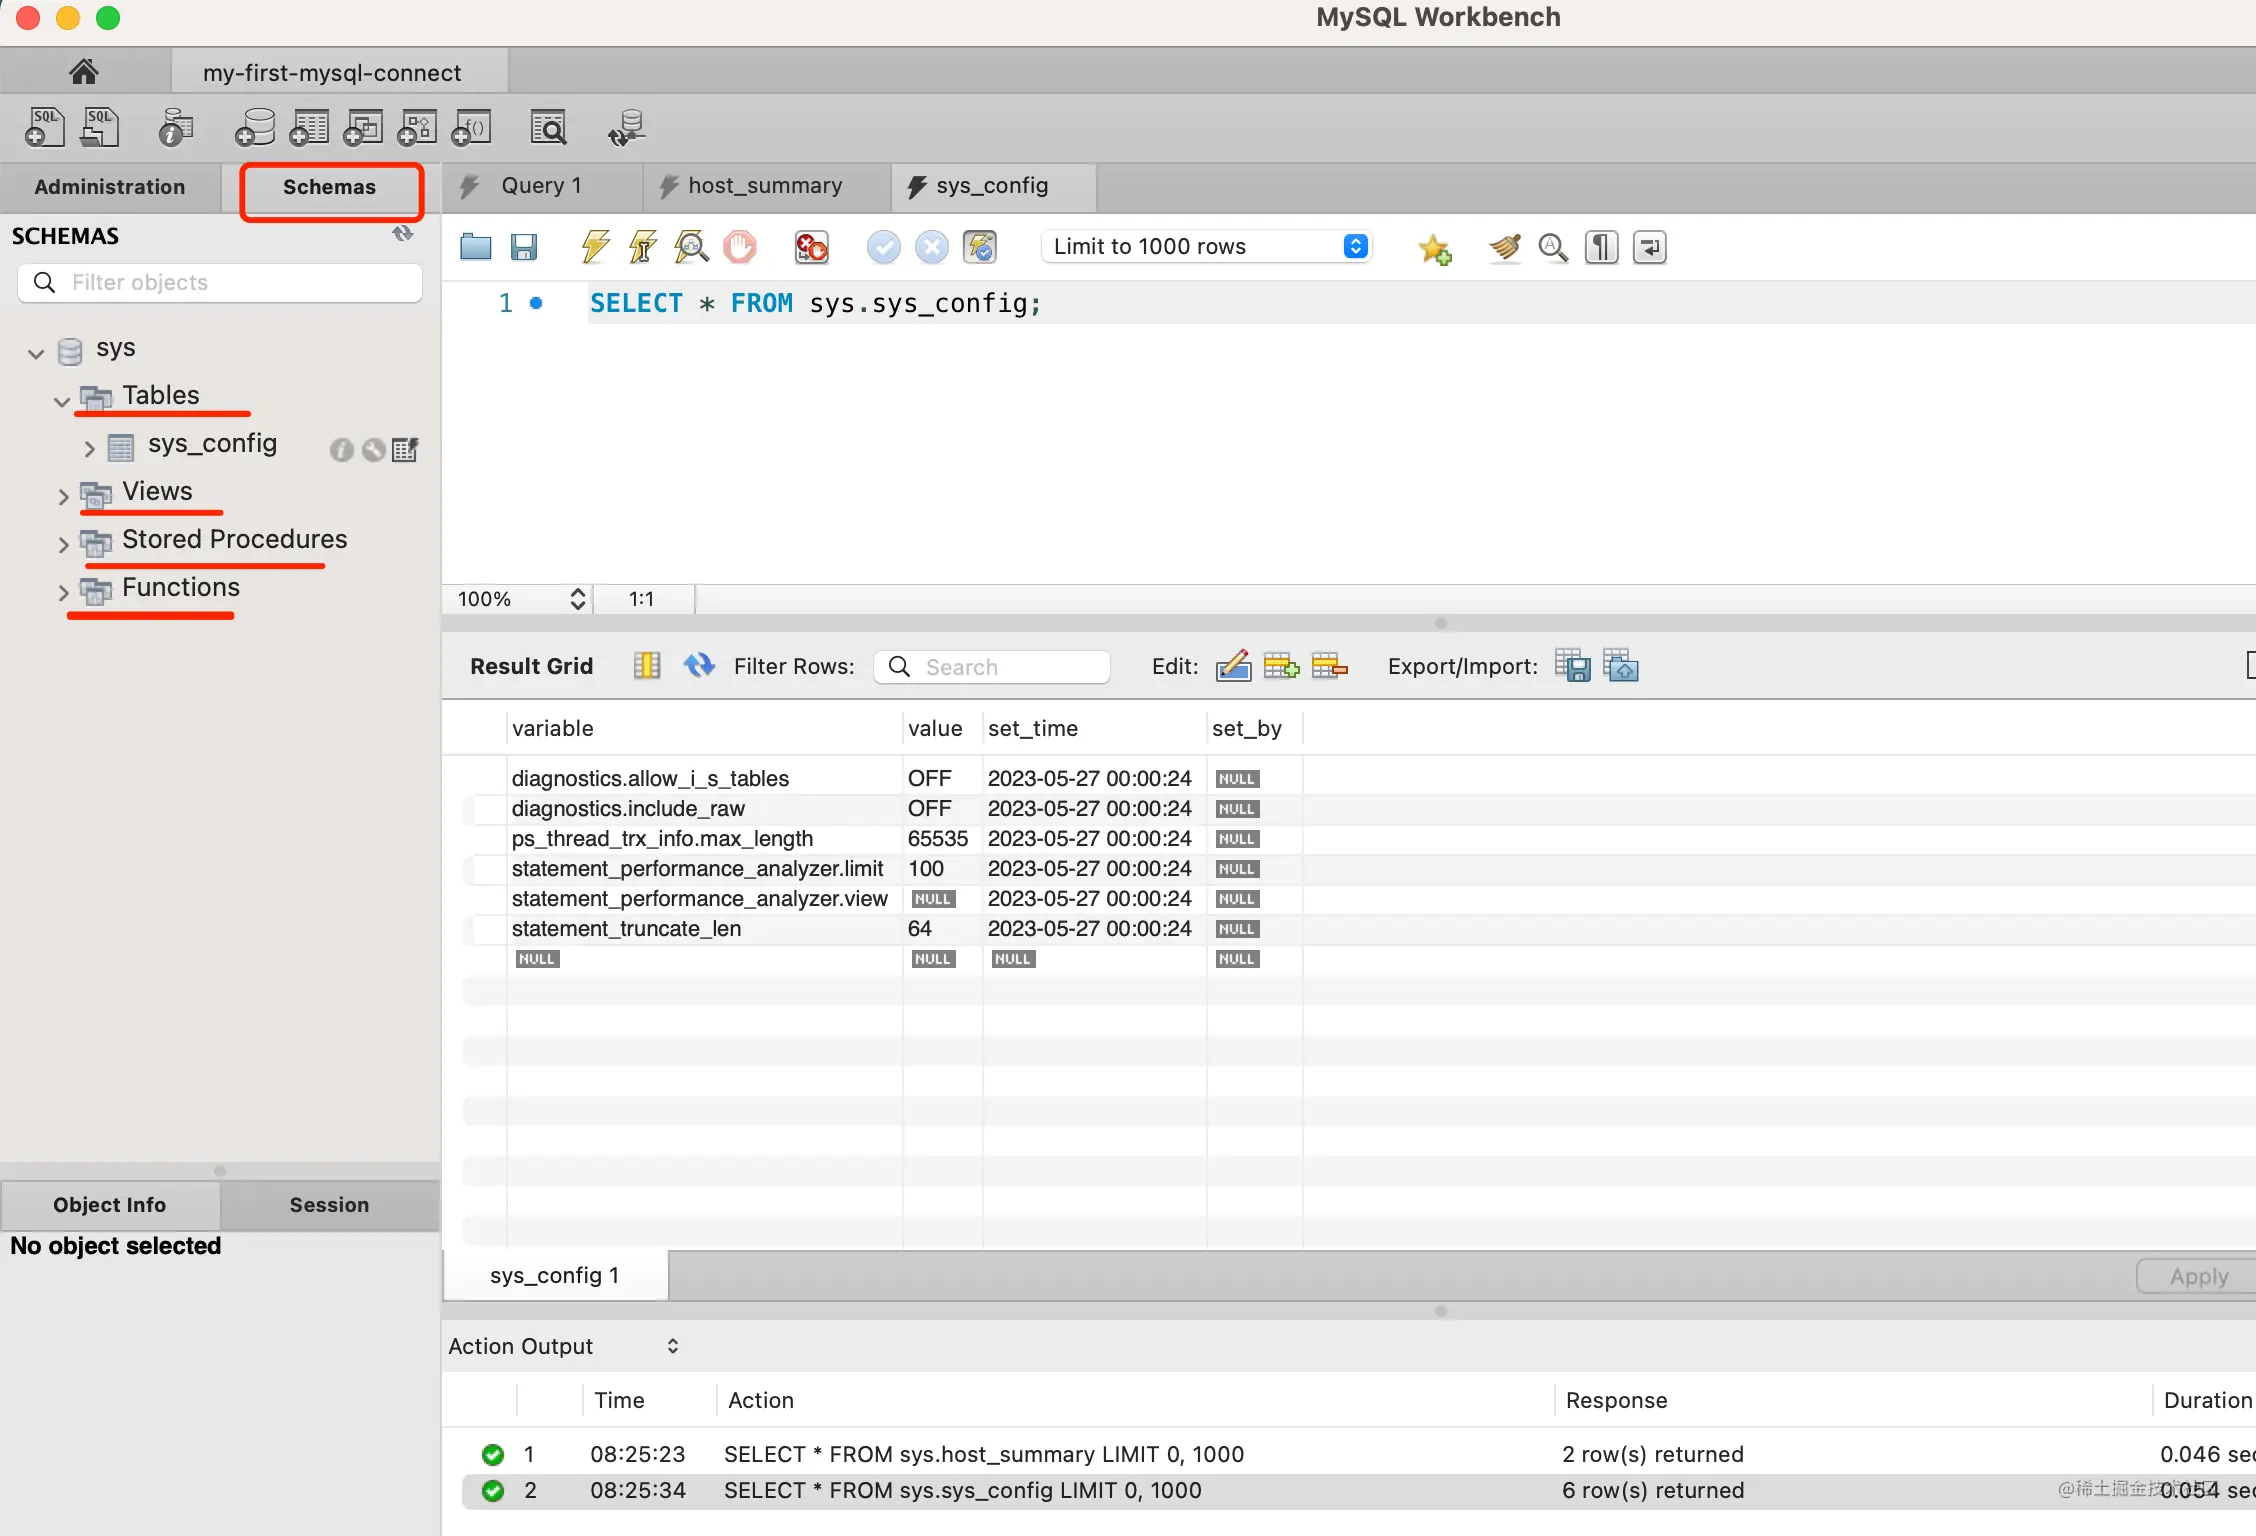 MySQL Workbench
my-first-mysql-connect
SQL SQL f()
Administration Schemas Query 1 host_summary sys_config
SCHEMAS
Limit to 1000 rows
Filter objects
1 SELECT * FROM sys.sys_config;
sys
Tables
sys_config
Views
Stored Procedures
Functions
100% 1:1
Result Grid Filter Rows: Search Edit: Export/Import:
variable value set_time set_by
diagnostics.allow_i_s_tables OFF 2023-05-27 00:00:24 NULL
diagnostics.include_raw OFF 2023-05-27 00:00:24 NULL
ps_thread_trx_info.max_length 65535 2023-05-27 00:00:24 NULL
statement_performance_analyzer.limit 100 2023-05-27 00:00:24 NULL
statement_performance_analyzer.view NULL 2023-05-27 00:00:24 NULL
statement_truncate_len 64 2023-05-27 00:00:24 NULL
NULL NULL NULL NULL
Object Info Session
No object selected
sys_config 1 Apply
Action Output
Time Action Response Duration
1 08:25:23 SELECT * FROM sys.host_summary LIMIT 0, 1000 2 row(s) returned 0.046 sec
2 08:25:34 SELECT * FROM sys.sys_config LIMIT 0, 1000 6 row(s) returned 0.054 sec
@稀土掘金技术社区